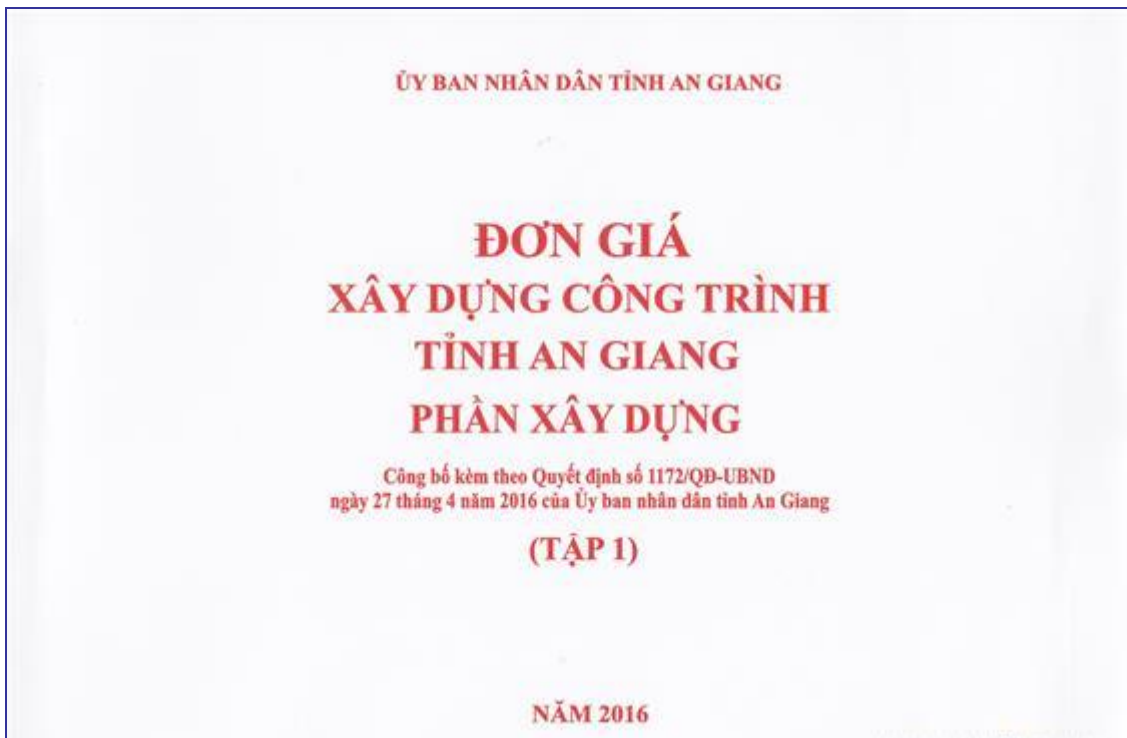 ỦY BAN NHÂN DÂN TỈNH AN GIANG
ĐƠN GIÁ
XÂY DỰNG CÔNG TRÌNH
TỈNH AN GIANG
PHẦN XÂY DỰNG
Công bố kèm theo Quyết định số 1172/QĐ-UBND
ngày 27 tháng 4 năm 2016 của Ủy ban nhân dân tỉnh An Giang
(TẬP 1)
NĂM 2016